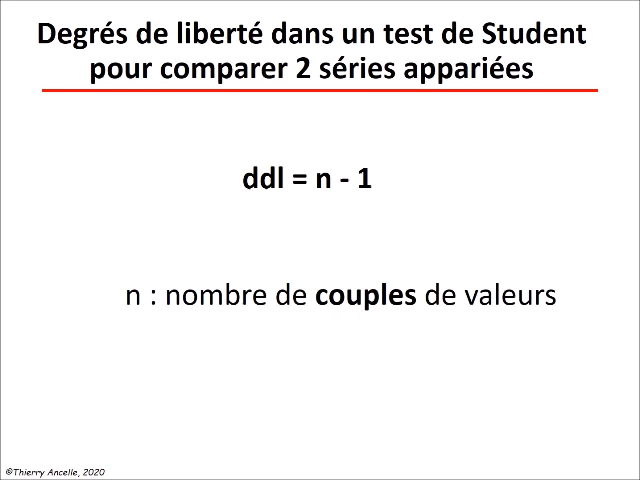 Degrés de liberté dans un test de Student
pour comparer 2 séries appariées
ddl = n - 1
n : nombre de couples de valeurs
©Thierry Ancelle, 2020